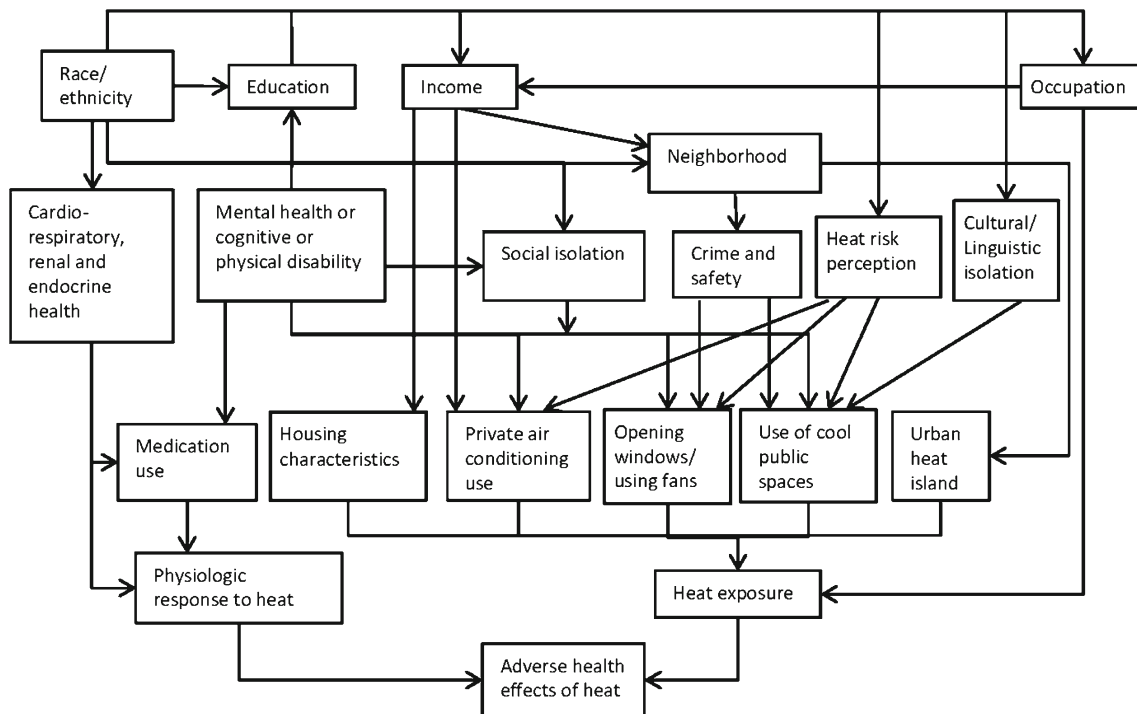 Race/
ethnicity
Education
Income
Occupation
Neighborhood
Cardio-
respiratory,
renal and
endocrine
health
Mental health or
cognitive or
physical disability
Social isolation
Crime and
safety
Heat risk
perception
Cultural/
Linguistic
isolation
Medication
use
Housing
characteristics
Private air
conditioning
use
Opening
windows/
using fans
Use of cool
public
spaces
Urban
heat
island
Physiologic
response to heat
Heat exposure
Adverse health
effects of heat